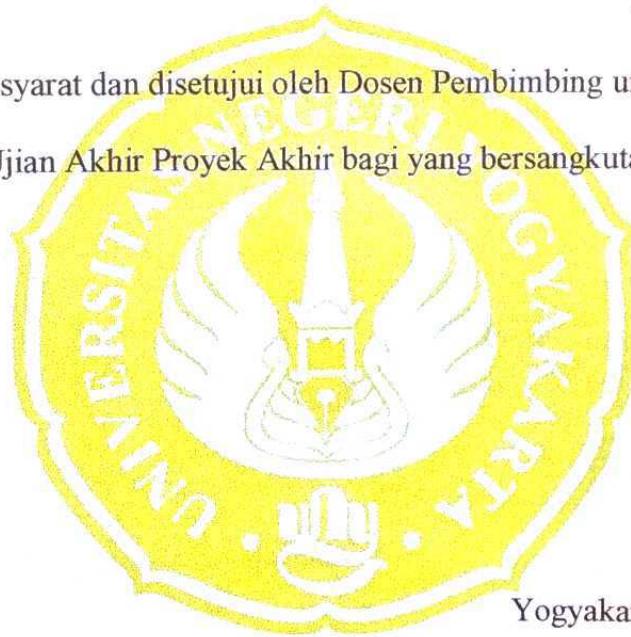 syarat dan disetujui oleh Dosen Pembimbing u
Ujian Akhir Proyek Akhir bagi yang bersangkuta
UNIVERSITAS NEGERI YOGYAKARTA
Yogyaka